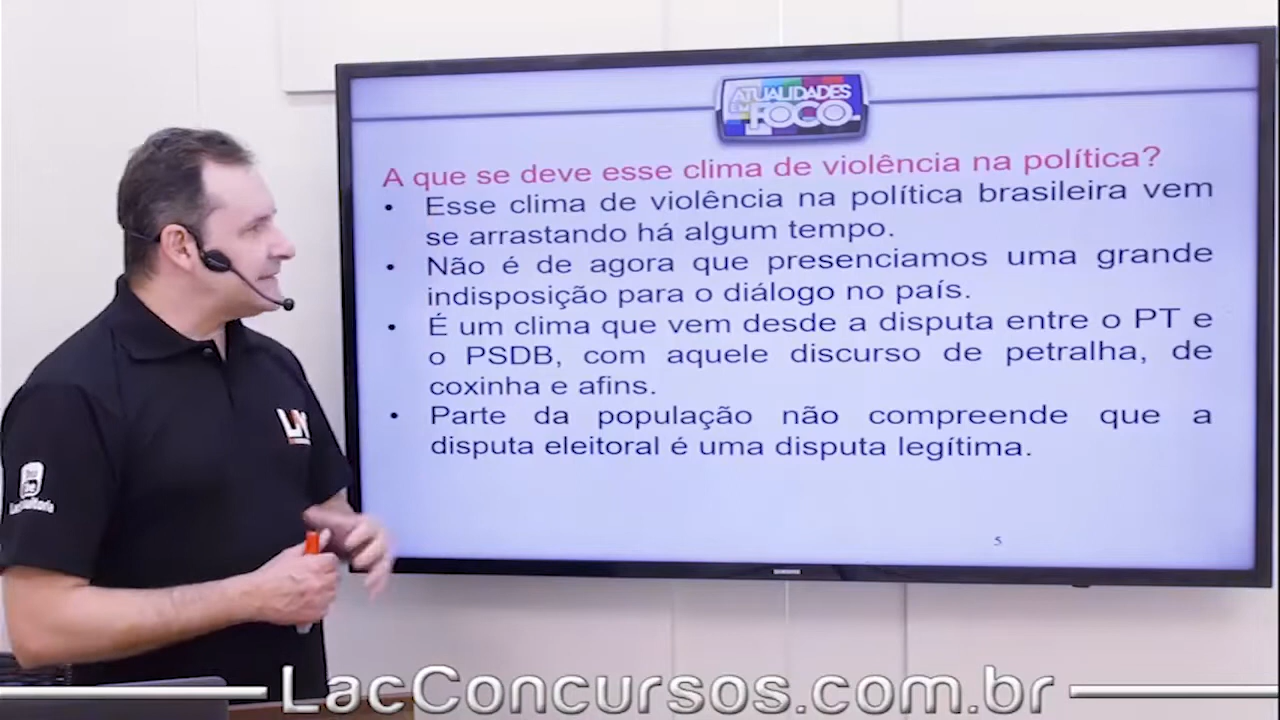 ATUALIDADES
EM FOCO
A que se deve esse clima de violência na política?
• Esse clima de violência na política brasileira vem
se arrastando há algum tempo.
• Não é de agora que presenciamos uma grande
indisposição para o diálogo no país.
• É um clima que vem desde a disputa entre o PT e
o PSDB, com aquele discurso de petralha, de
coxinha e afins.
• Parte da população não compreende que a
disputa eleitoral é uma disputa legítima.
5
SAMSUNG
LacConcursos.com.br